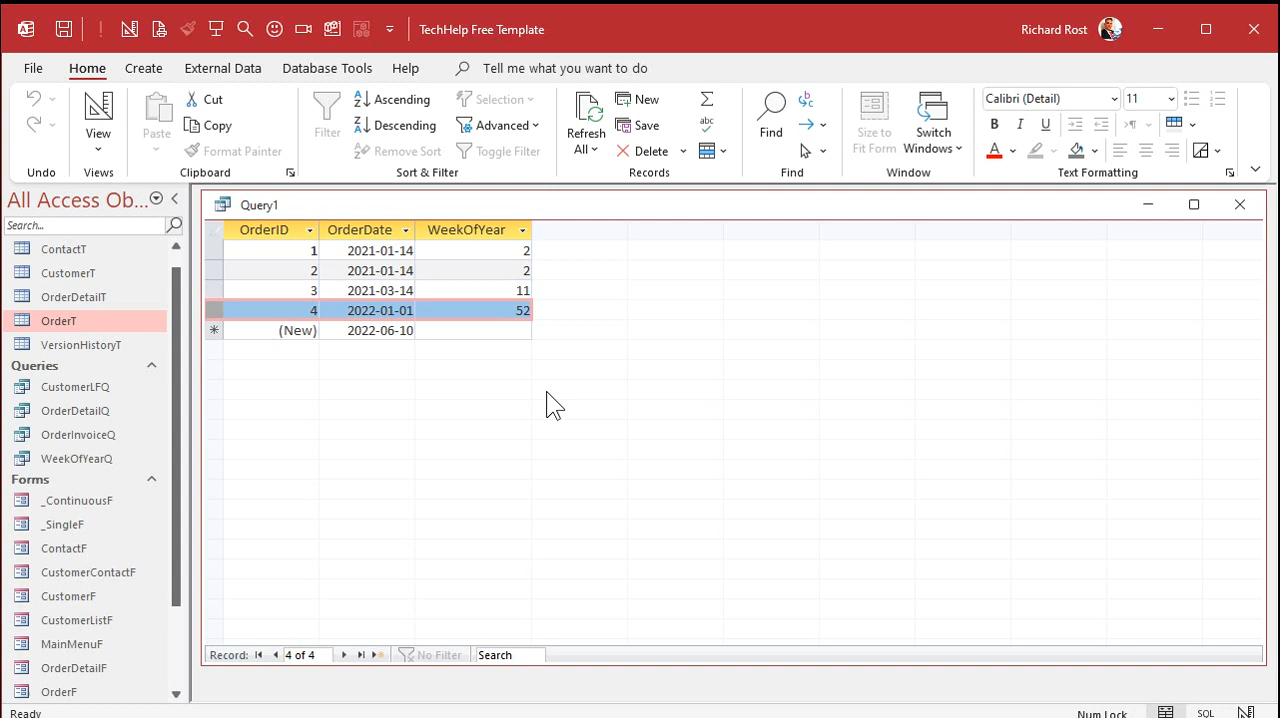 TechHelp Free Template
Richard Rost
File Home Create External Data Database Tools Help Tell me what you want to do
Undo
View
Views
Paste
Cut
Copy
Format Painter
Clipboard
Filter
Ascending
Descending
Remove Sort
Selection
Advanced
Toggle Filter
Sort & Filter
Refresh
All
New
Save
Delete
Records
Find
Find
Size to
Fit Form
Switch
Windows
Window
Calibri (Detail) 11
B I U
A
Text Formatting
All Access Ob...
Search...
ContactT
CustomerT
OrderDetailT
OrderT
VersionHistoryT
Queries
CustomerLFQ
OrderDetailQ
OrderInvoiceQ
WeekOfYearQ
Forms
_ContinuousF
_SingleF
ContactF
CustomerContactF
CustomerF
CustomerListF
MainMenuF
OrderDetailF
OrderF
Query1
OrderID OrderDate WeekOfYear
1 2021-01-14 2
2 2021-01-14 2
3 2021-03-14 11
4 2022-01-01 52
(New) 2022-06-10
Record: 4 of 4 No Filter Search
Ready
Num Lock
SQL